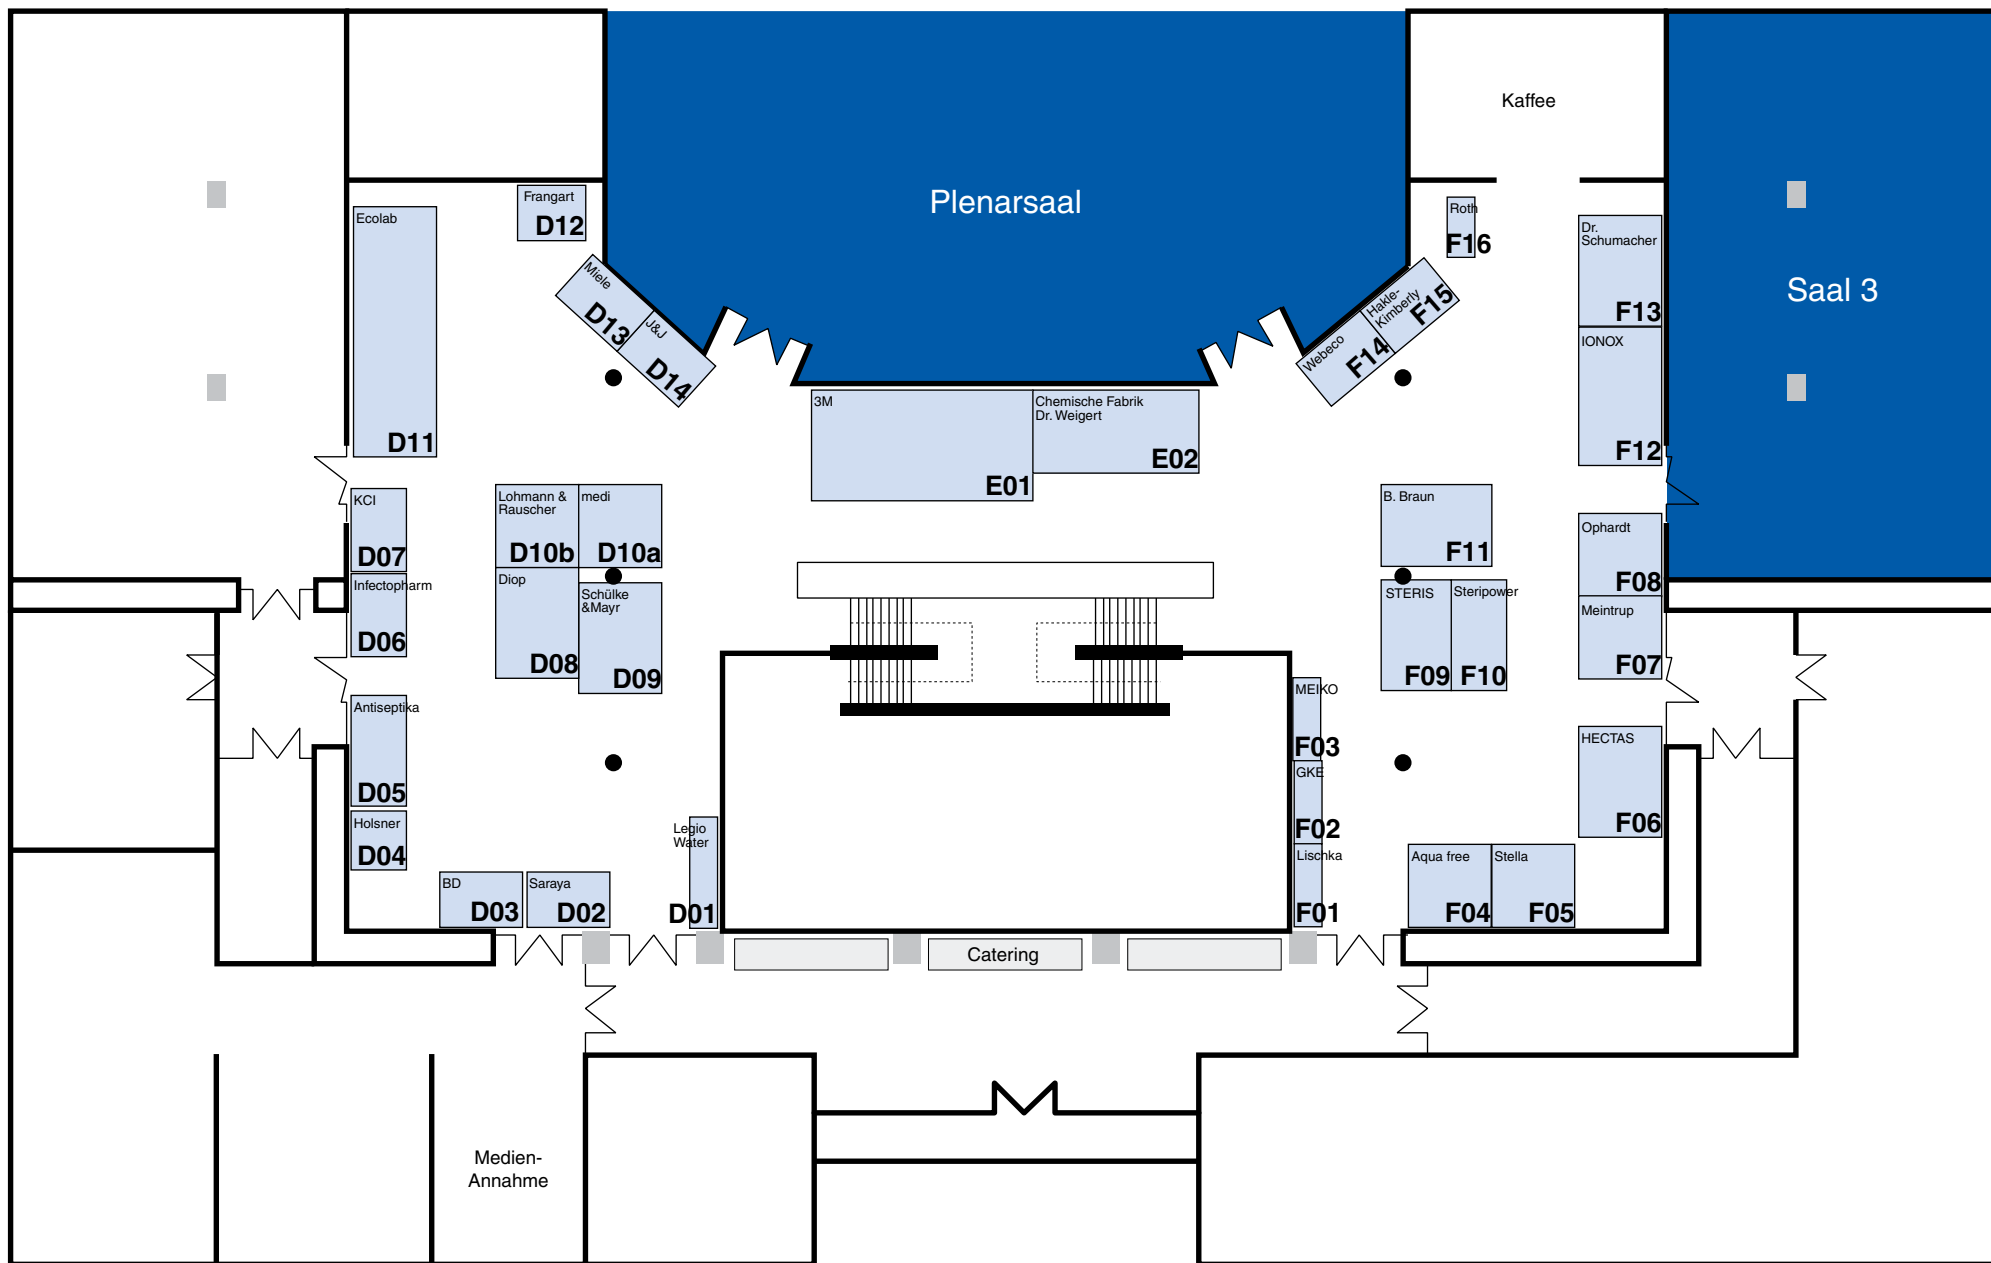 Kaffee
Plenarsaal
Saal 3
Frangart
D12
Ecolab
D11
Miele
D13
J&J
D14
Roth
F16
Dr.
Schumacher
F13
IONOX
F12
Hakle-
Kimberly
F15
Webeco
F14
3M
E01
Chemische Fabrik
Dr. Weigert
E02
KCI
D07
Lohmann &
Rauscher
D10b
medi
D10a
B. Braun
F11
Ophardt
F08
Infectopharm
D06
Diop
D08
Schülke
&Mayr
D09
STERIS
F09
Steripower
F10
Meintrup
F07
Antiseptika
D05
MEIKO
F03
HECTAS
F06
GKE
F02
Holsner
D04
Legio
Water
D01
Lischka
F01
Aqua free
F04
Stella
F05
BD
D03
Saraya
D02
Catering
Medien-
Annahme